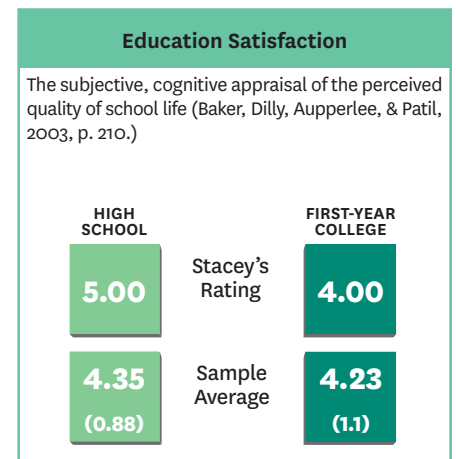 Education Satisfaction
The subjective, cognitive appraisal of the perceived
quality of school life (Baker, Dilly, Aupperlee, & Patil,
2003, p. 210.)
HIGH
SCHOOL
FIRST-YEAR
COLLEGE
5.00
Stacey’s
Rating
4.00
4.35
(0.88)
Sample
Average
4.23
(1.1)